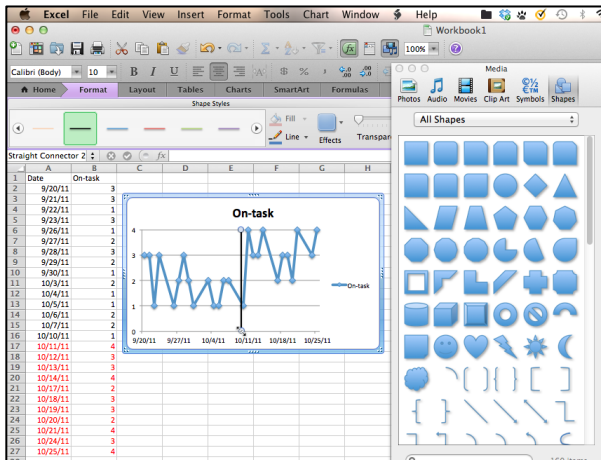 Excel File Edit View Insert Format Tools Chart Window Help
Workbook1
100%
Calibri (Body) 10 B I U $ %
Home Format Layout Tables Charts SmartArt Formulas
Shape Styles
Fill
Line Effects Transpar
Straight Connector 2 fx
A B C D E F G H
1 Date On-task
2 9/20/11 3
3 9/21/11 3
4 9/22/11 1
5 9/23/11 3
6 9/26/11 1
7 9/27/11 2
8 9/28/11 3
9 9/29/11 2
10 9/30/11 1
11 10/3/11 1
12 10/4/11 1
13 10/5/11 1
14 10/6/11 2
15 10/7/11 2
16 10/10/11 1
17 10/11/11 4
18 10/12/11 3
19 10/13/11 3
20 10/14/11 4
21 10/17/11 2
22 10/18/11 3
23 10/19/11 3
24 10/20/11 2
25 10/21/11 4
26 10/24/11 3
27 10/25/11 4
On-task
4
3
2
1
0
9/20/11 9/27/11 10/4/11 10/11/11 10/18/11 10/25/11
On-task
Media
Photos Audio Movies Clip Art Symbols Shapes
All Shapes